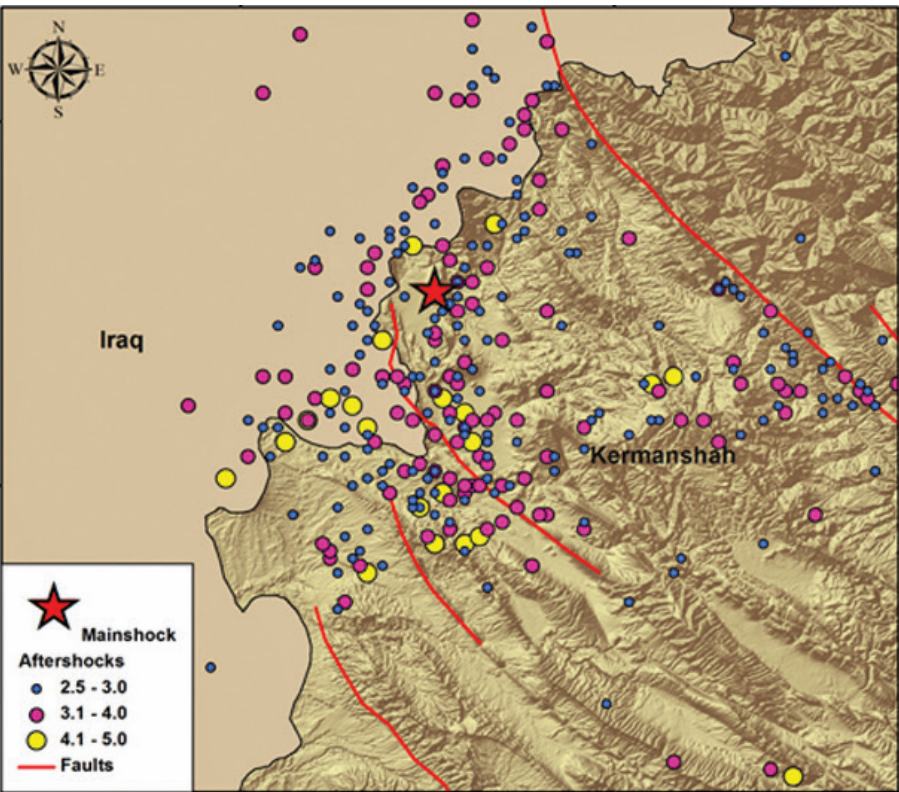 N
W E
S
Iraq
Kermanshah
Mainshock
Aftershocks
2.5 - 3.0
3.1 - 4.0
4.1 - 5.0
Faults